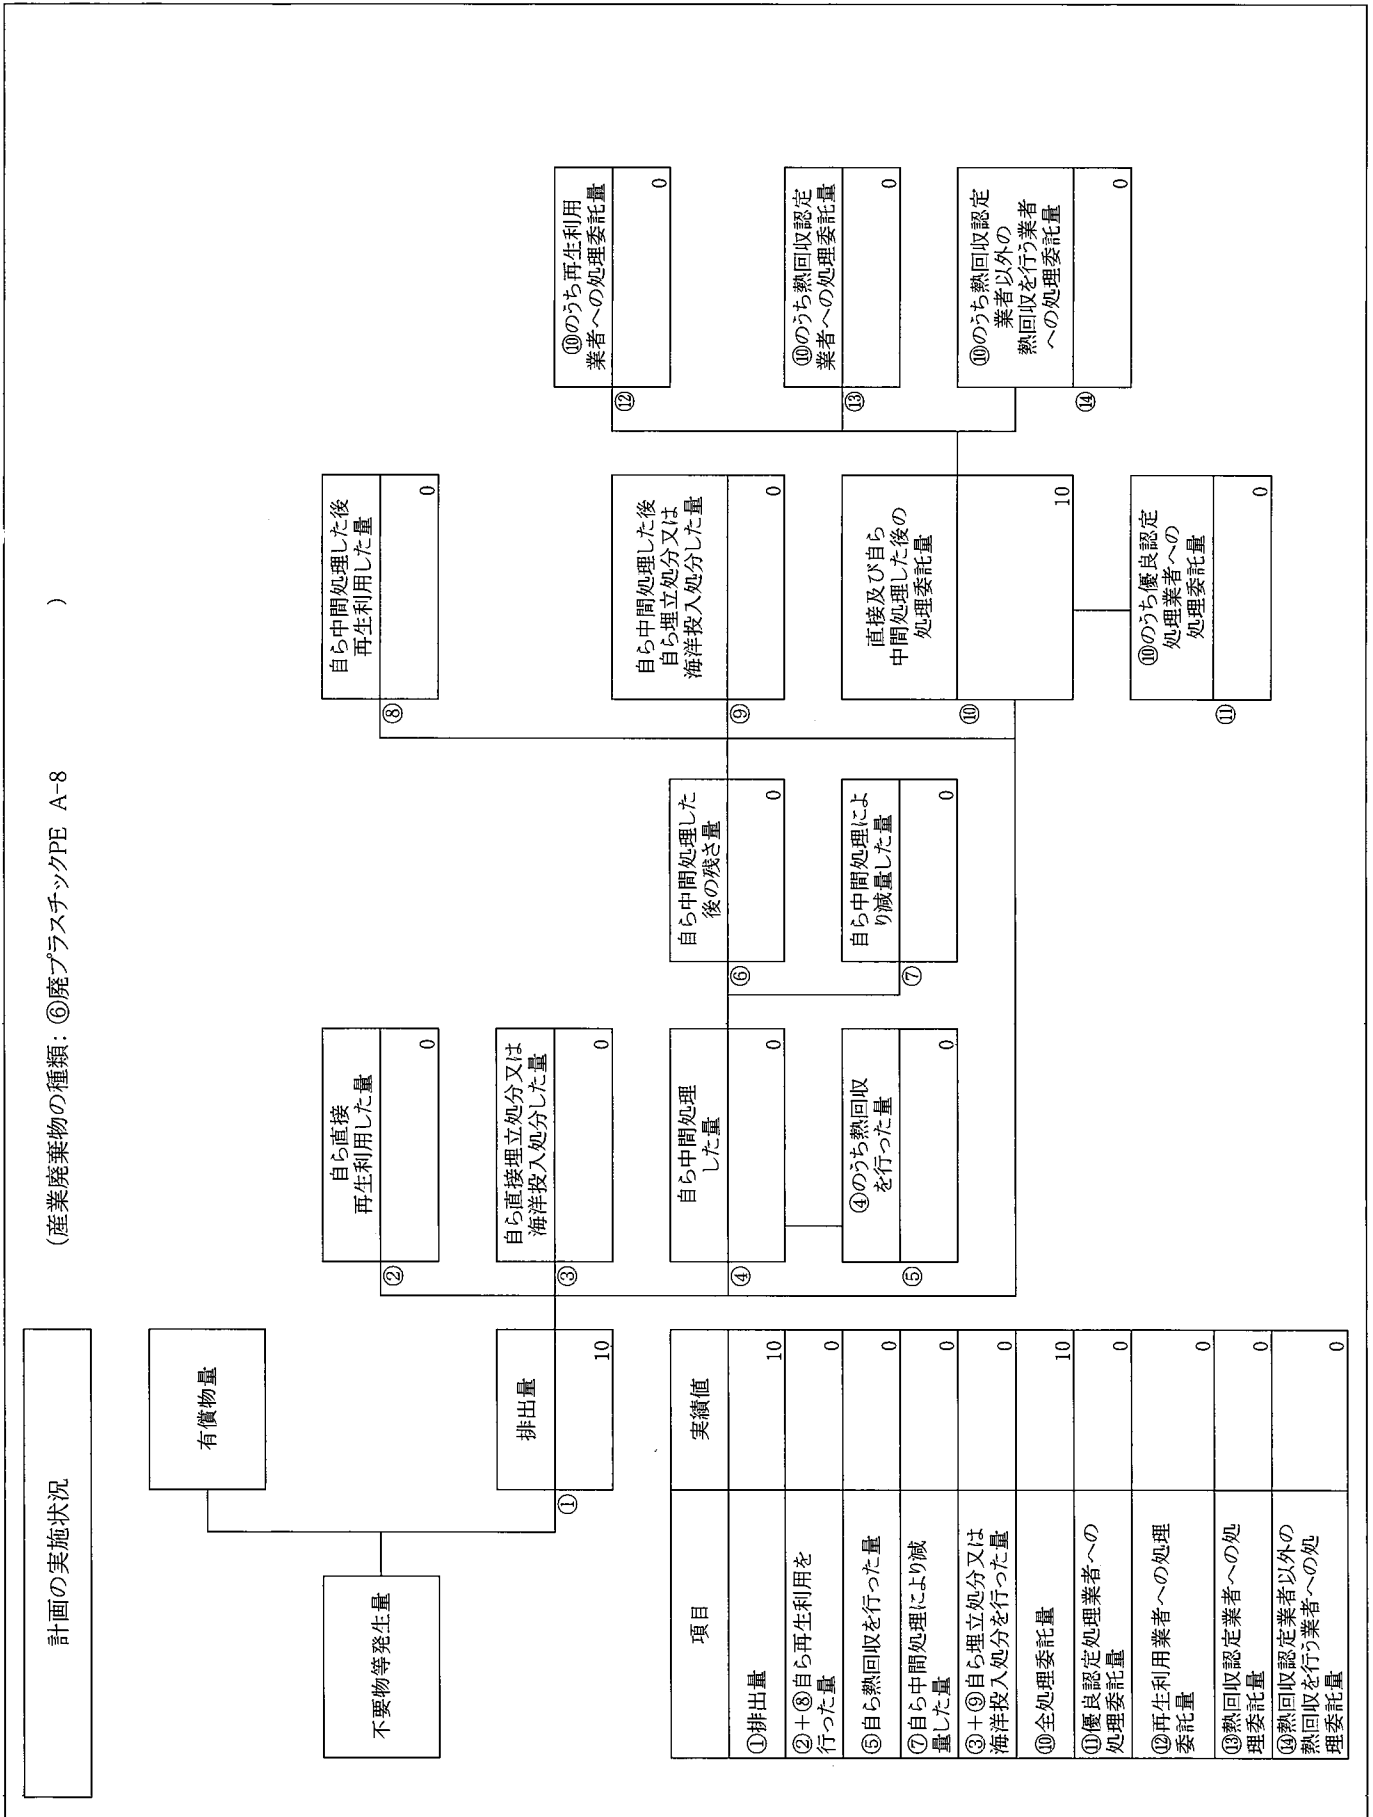 計画の実施状況
(産業廃棄物の種類：⑥廃プラスチックPE A-8 )
有償物量
不要物等発生量
①
排出量
10
②
自ら直接
再生利用した量
0
③
自ら直接埋立処分又は
海洋投入処分した量
0
④
自ら中間処理
した量
0
⑤
④のうち熱回収
を行った量
0
⑥
自ら中間処理した
後の残さ量
0
⑦
自ら中間処理によ
り減量した量
0
⑧
自ら中間処理した後
再生利用した量
0
⑨
自ら中間処理した後
自ら埋立処分又は
海洋投入処分した量
0
⑩
直接及び自ら
中間処理した後の
処理委託量
10
⑪
⑩のうち優良認定
処理業者への
処理委託量
0
⑫
⑩のうち再生利用
業者への処理委託量
0
⑬
⑩のうち熱回収認定
業者への処理委託量
0
⑭
⑩のうち熱回収認定
業者以外の
熱回収を行う業者
への処理委託量
0
項目 実績値
①排出量 10
②+⑧自ら再生利用を
行った量 0
⑤自ら熱回収を行った量 0
⑦自ら中間処理により減
量した量 0
③+⑨自ら埋立処分又は
海洋投入処分を行った量 0
⑩全処理委託量 10
⑪優良認定処理業者への
処理委託量 0
⑫再生利用業者への処理
委託量 0
⑬熱回収認定業者への処
理委託量 0
⑭熱回収認定業者以外の
熱回収を行う業者への処
理委託量 0